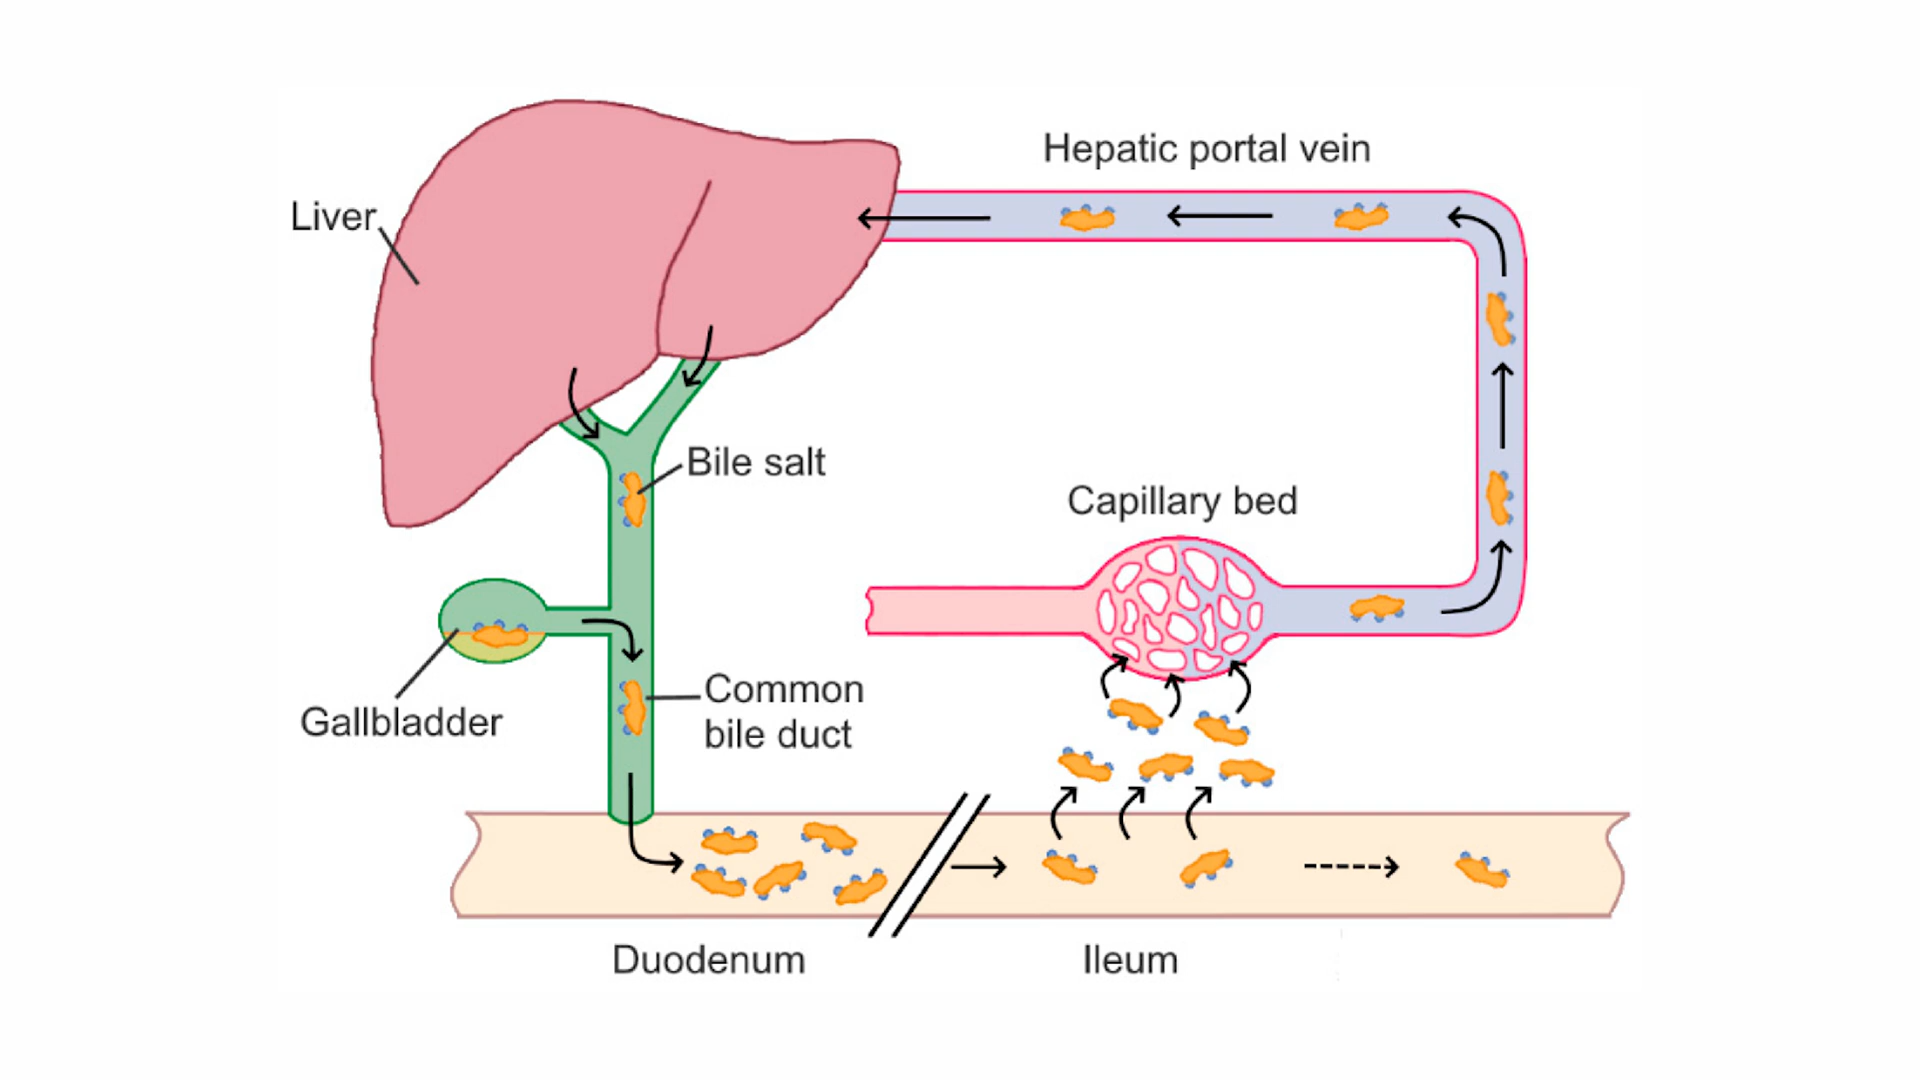 Hepatic portal vein
Liver
Bile salt
Capillary bed
Gallbladder
Common
bile duct
Duodenum
Ileum